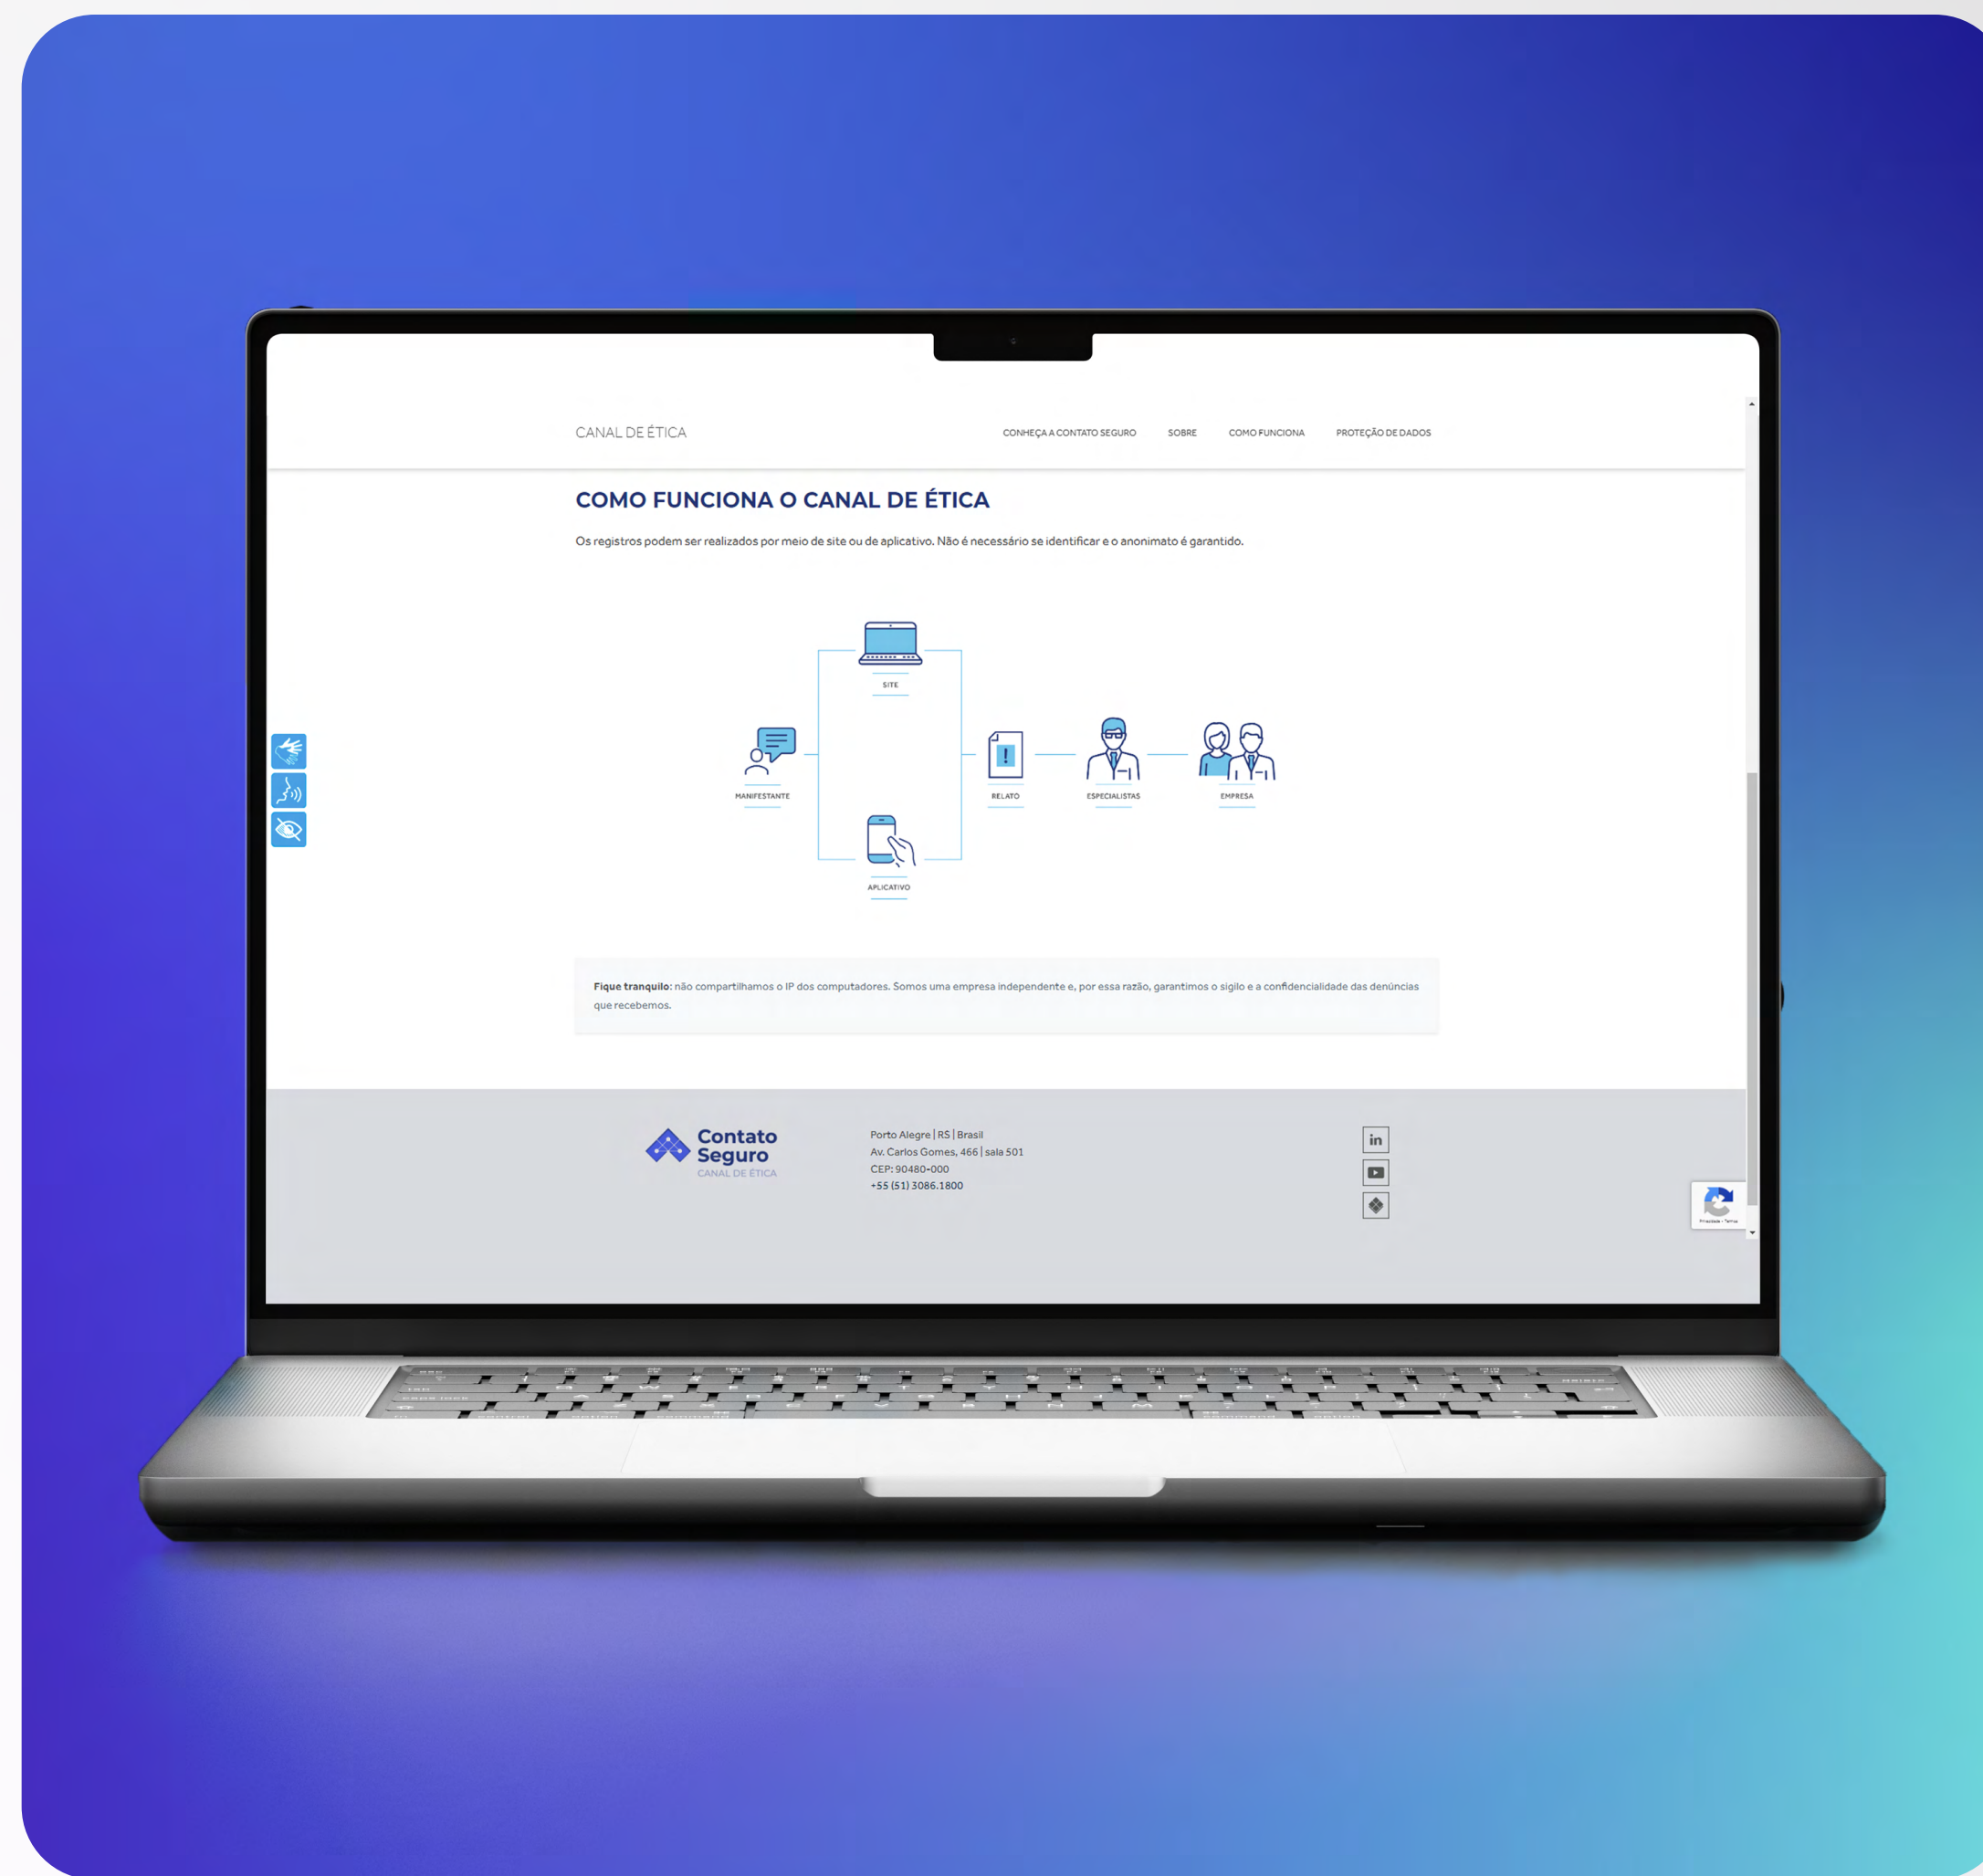 CANAL DE ÉTICA
CONHEÇA A CONTATO SEGURO SOBRE COMO FUNCIONA PROTEÇÃO DE DADOS
COMO FUNCIONA O CANAL DE ÉTICA
Os registros podem ser realizados por meio de site ou de aplicativo. Não é necessário se identificar e o anonimato é garantido.
SITE
MANIFESTANTE
RELATO
ESPECIALISTAS
EMPRESA
APLICATIVO
Fique tranquilo: não compartilhamos o IP dos computadores. Somos uma empresa independente e, por essa razão, garantimos o sigilo e a confidencialidade das denúncias
que recebemos.
Contato
Seguro
CANAL DE ÉTICA
Porto Alegre | RS | Brasil
Av. Carlos Gomes, 466 | sala 501
CEP: 90480-000
+55 (51) 3086.1800
in
Privacidade - Termos